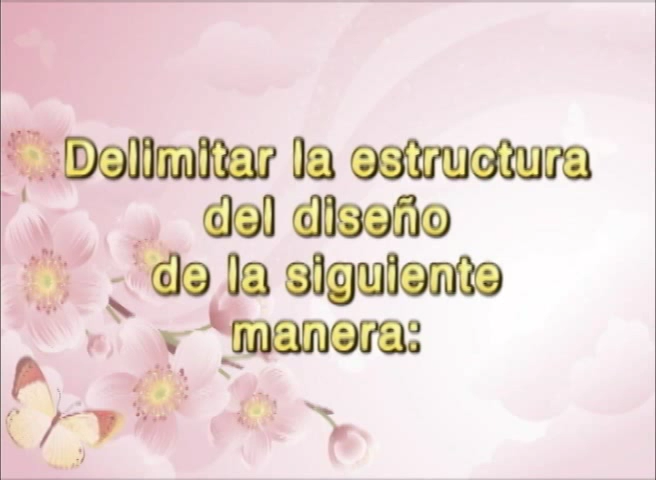 Delimitar la estructura
del diseño
de la siguiente
manera: